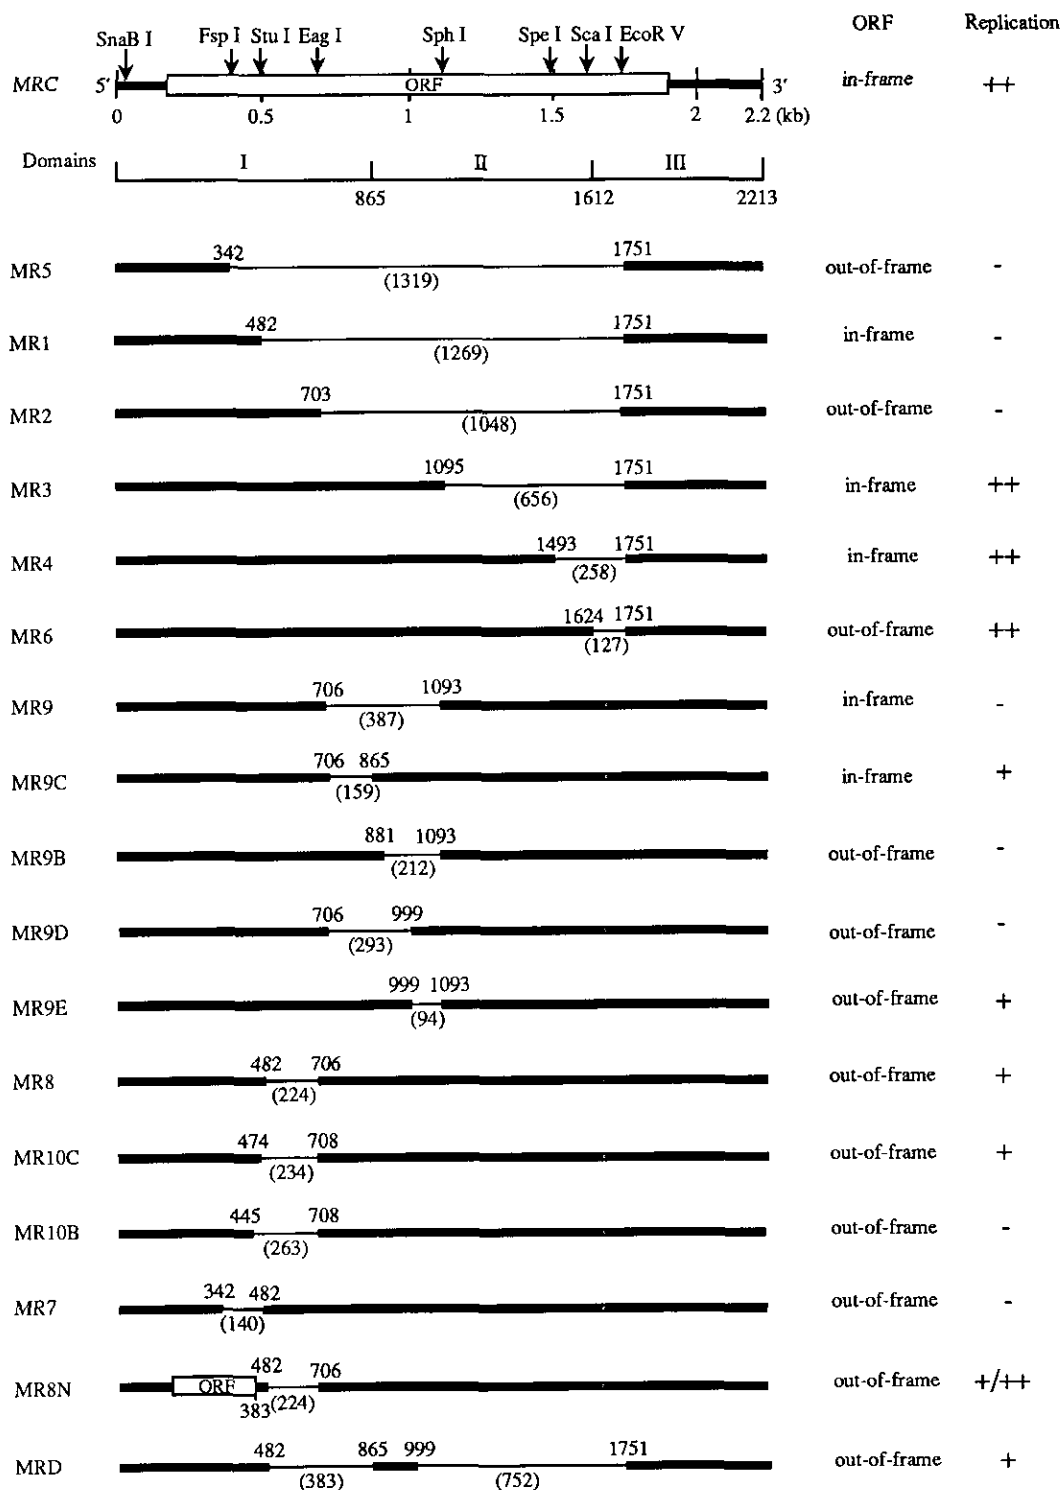 ORF Replication
SnaB I Fsp I Stu I Eag I Sph I Spe I Sca I EcoR V
MRC 5' ORF 3' in-frame ++
0 0.5 1 1.5 2 2.2 (kb)
Domains I II III
865 1612 2213
342 1751
MR5 (1319) out-of-frame -
482 1751
MR1 (1269) in-frame -
703 1751
MR2 (1048) out-of-frame -
1095 1751
MR3 (656) in-frame ++
1493 1751
MR4 (258) in-frame ++
1624 1751
MR6 (127) out-of-frame ++
706 1093
MR9 (387) in-frame -
706 865
MR9C (159) in-frame +
881 1093
MR9B (212) out-of-frame -
706 999
MR9D (293) out-of-frame -
999 1093
MR9E (94) out-of-frame +
482 706
MR8 (224) out-of-frame +
474 708
MR10C (234) out-of-frame +
445 708
MR10B (263) out-of-frame -
342 482
MR7 (140) out-of-frame -
482 706
MR8N ORF (224) out-of-frame +/++
383
482 865 999 1751
MRD (383) (752) out-of-frame +